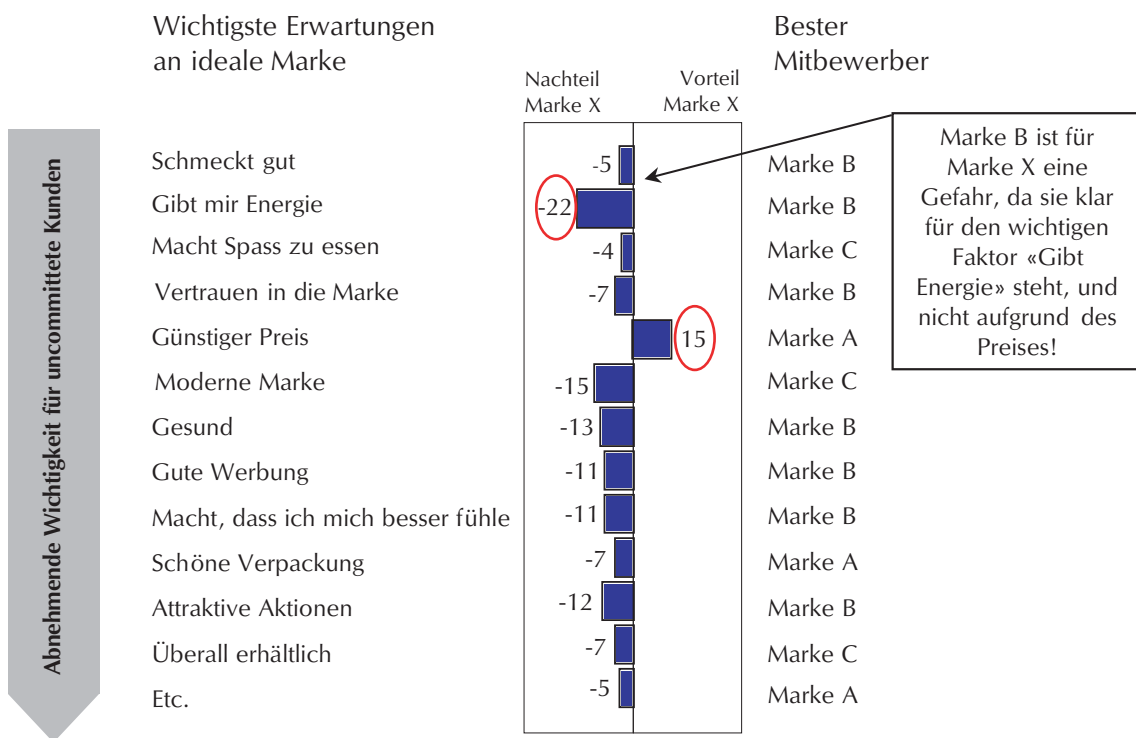 Wichtigste Erwartungen
an ideale Marke
Bester
Mitbewerber
Nachteil
Marke X
Vorteil
Marke X
Abnehmende Wichtigkeit für uncommittete Kunden
Schmeckt gut
-5
Marke B
Gibt mir Energie
-22
Marke B
Macht Spass zu essen
-4
Marke C
Vertrauen in die Marke
-7
Marke B
Günstiger Preis
15
Marke A
Moderne Marke
-15
Marke C
Gesund
-13
Marke B
Gute Werbung
-11
Marke B
Macht, dass ich mich besser fühle
-11
Marke B
Schöne Verpackung
-7
Marke A
Attraktive Aktionen
-12
Marke B
Überall erhältlich
-7
Marke C
Etc.
-5
Marke A
Marke B ist für
Marke X eine
Gefahr, da sie klar
für den wichtigen
Faktor «Gibt
Energie» steht, und
nicht aufgrund des
Preises!